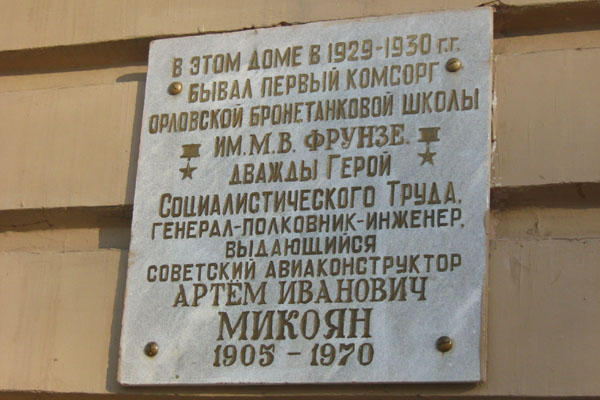 В ЭТОМ ДОМЕ В 1929-1930 Г.Г.
БЫВАЛ ПЕРВЫЙ КОМСОРГ
ОРЛОВСКОЙ БРОНЕТАНКОВОЙ ШКОЛЫ
ИМ. М.В. ФРУНЗЕ.
ДВАЖДЫ ГЕРОЙ
СОЦИАЛИСТИЧЕСКОГО ТРУДА,
ГЕНЕРАЛ-ПОЛКОВНИК-ИНЖЕНЕР,
ВЫДАЮЩИЙСЯ
СОВЕТСКИЙ АВИАКОНСТРУКТОР
АРТЁМ ИВАНОВИЧ
МИКОЯН
1905 - 1970